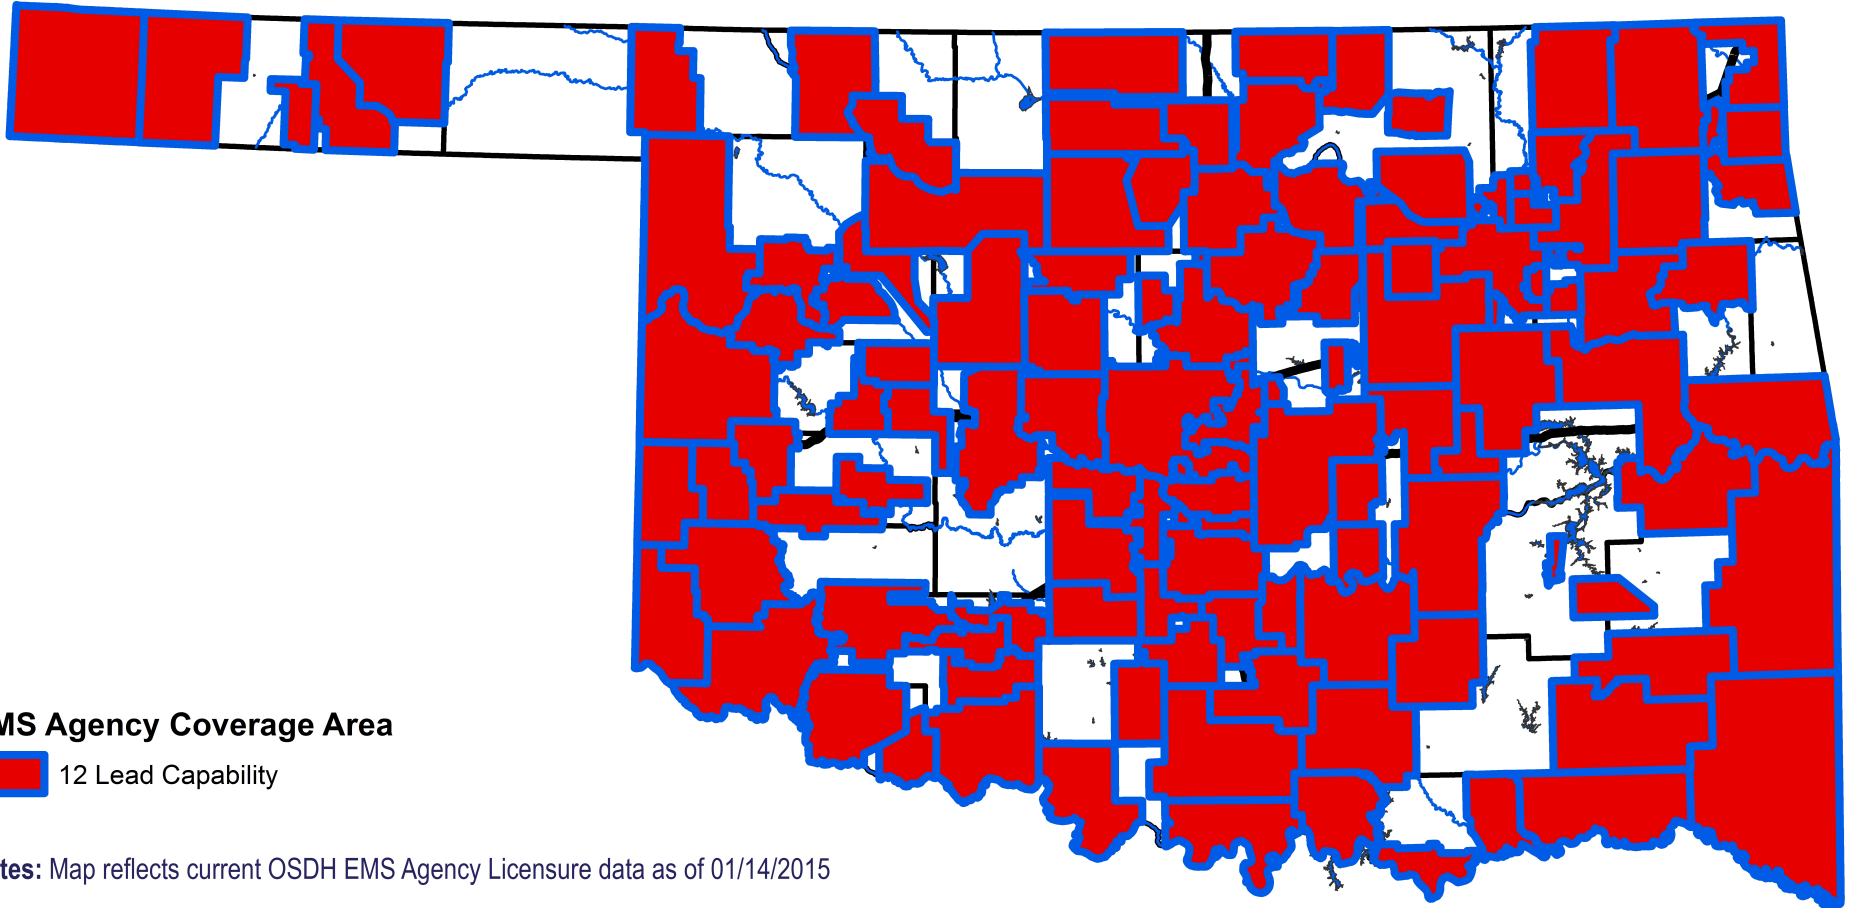 MS Agency Coverage Area
12 Lead Capability
tes: Map reflects current OSDH EMS Agency Licensure data as of 01/14/2015